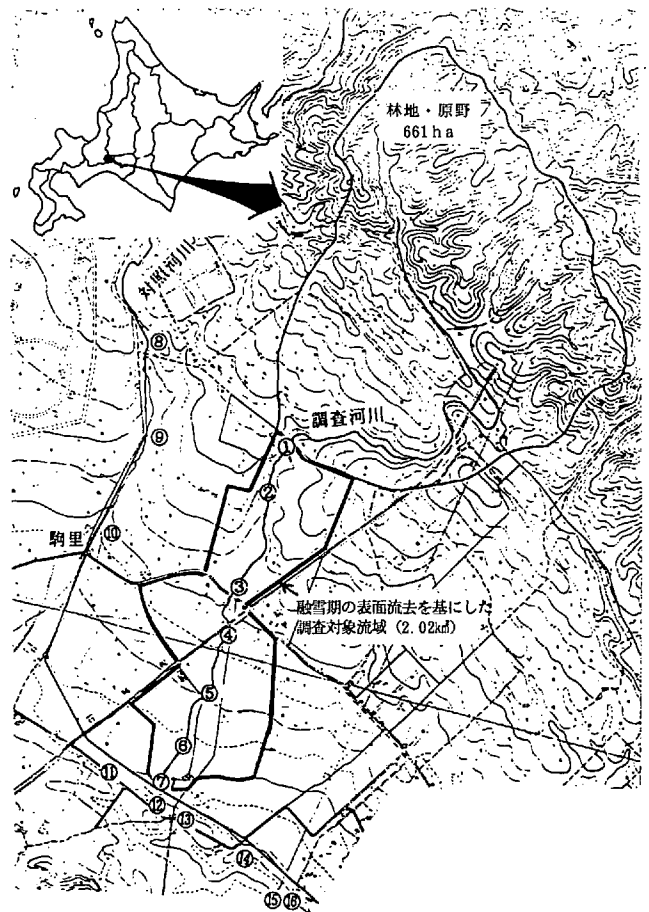 林地・原野
661ha
対照河川
⑧
調査河川
①
⑨
②
駒里
⑩
③
融雪期の表面流去を基にした
調査対象流域(2.02km²)
④
⑤
⑥
⑪
⑦
⑫
⑬
⑭
⑮⑯